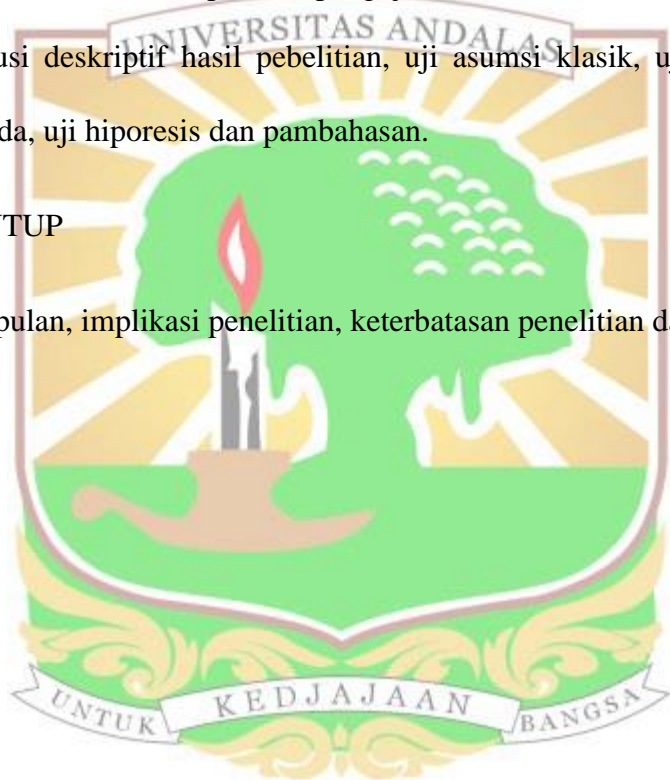 UNIVERSITAS ANDALAS
usi deskriptif hasil pebelitian, uji asumsi klasik, u
da, uji hiporesis dan pambahasan.
TUP
pulan, implikasi penelitian, keterbatasan penelitian da
UNTUK KEDJAJAAN BANGSA